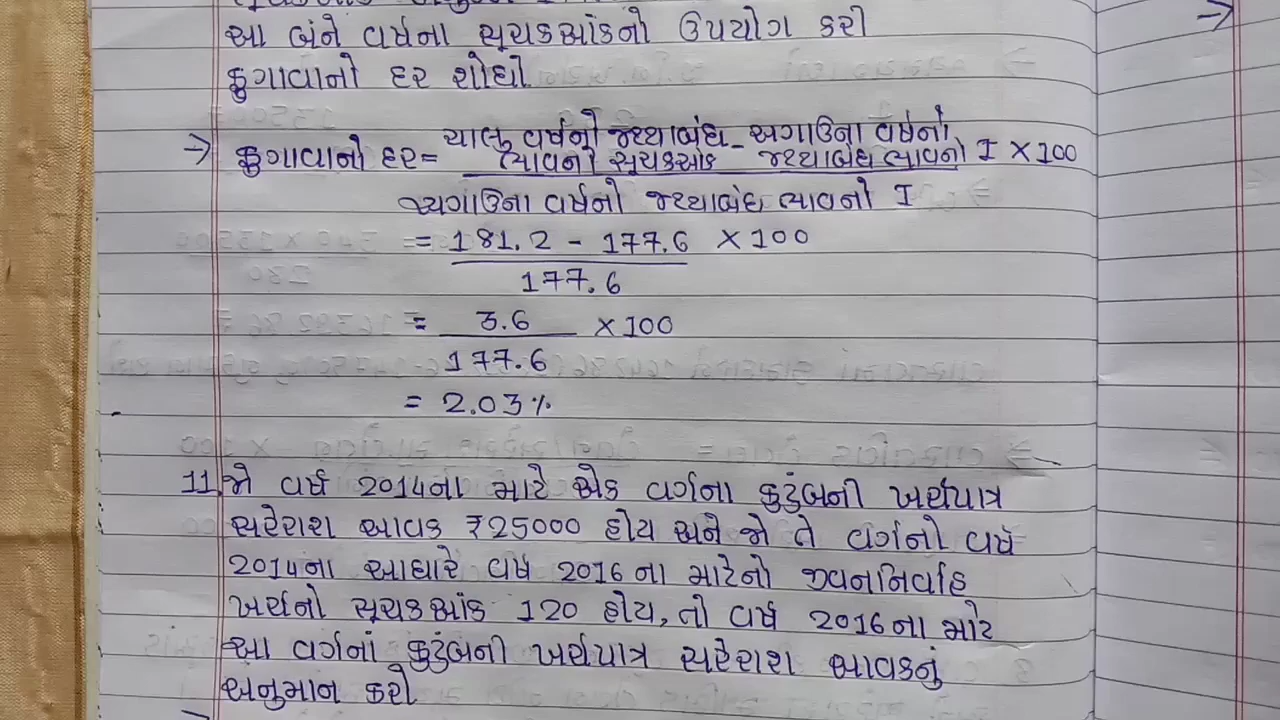 આ બંને વર્ષના સૂચકઆંકનો ઉપયોગ કરી
ફુગાવાનો દર શોધો
→ ફુગાવાનો દર= ચાલુ વર્ષનો જથ્થાબંધ - અગાઉના વર્ષનો
ભાવનો સૂચકઆંક જથ્થાબંધ ભાવનો I × 100
અગાઉના વર્ષનો જથ્થાબંધ ભાવનો I
= 181.2 - 177.6 × 100
177.6
= 3.6 × 100
177.6
= 2.03%
11. જો વર્ષ 2014ના માટે એક વર્ગના કુટુંબની ખર્ચપાત્ર
સરેરાશ આવક ₹25000 હોય અને જો તે વર્ગનો વર્ષ
2014ના આધારે વર્ષ 2016 ના માટેનો જીવનનિર્વાહ
ખર્ચનો સૂચકઆંક 120 હોય, તો વર્ષ 2016ના માટે
આ વર્ગનાં કુટુંબની ખર્ચપાત્ર સરેરાશ આવકનું
અનુમાન કરો